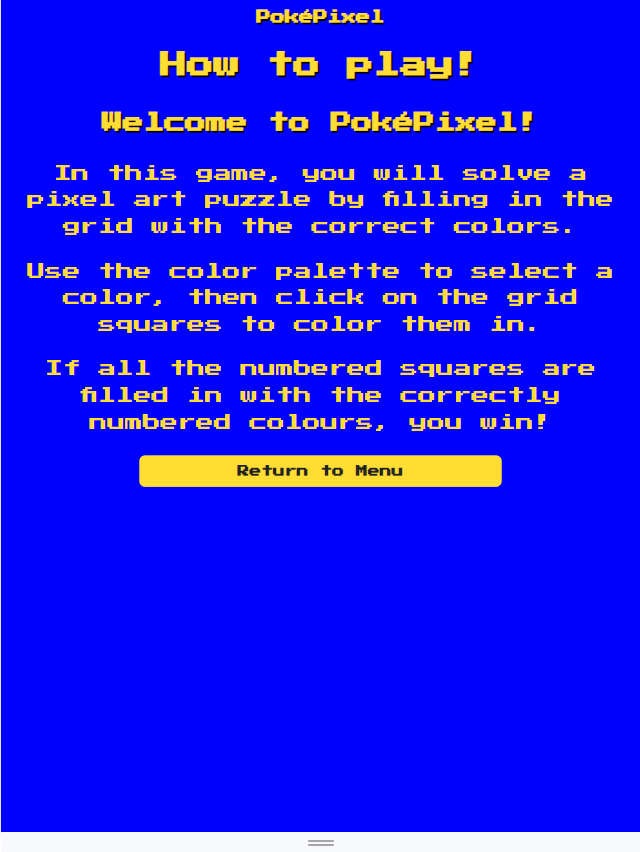 PokéPixel
How to play!
Welcome to PokéPixel!
In this game, you will solve a
pixel art puzzle by filling in the
grid with the correct colors.
Use the color palette to select a
color, then click on the grid
squares to color them in.
If all the numbered squares are
filled in with the correctly
numbered colours, you win!
Return to Menu